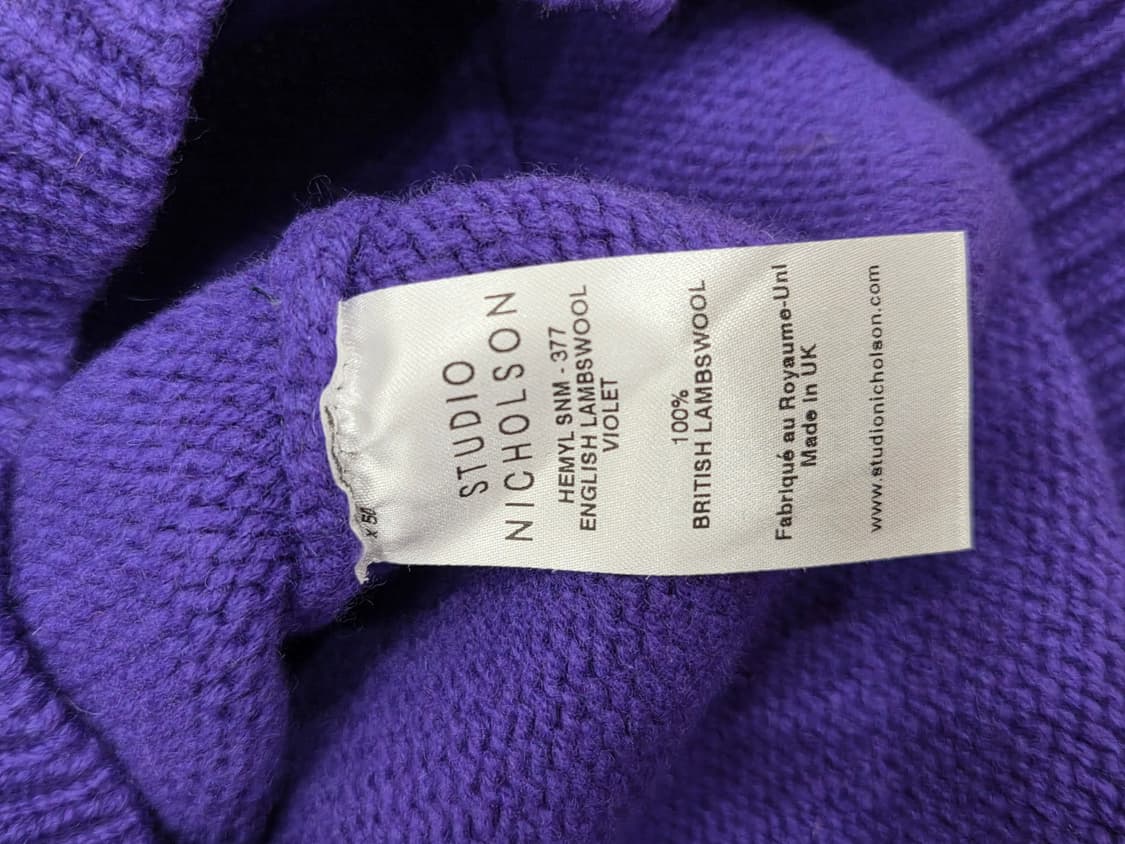 STUDIO
NICHOLSON
HEMYL SNM - 377
ENGLISH LAMBSWOOL
VIOLET
100%
BRITISH LAMBSWOOL
Fabriqué au Royaume-Uni
Made In UK
www.studionicholson.com
x 50